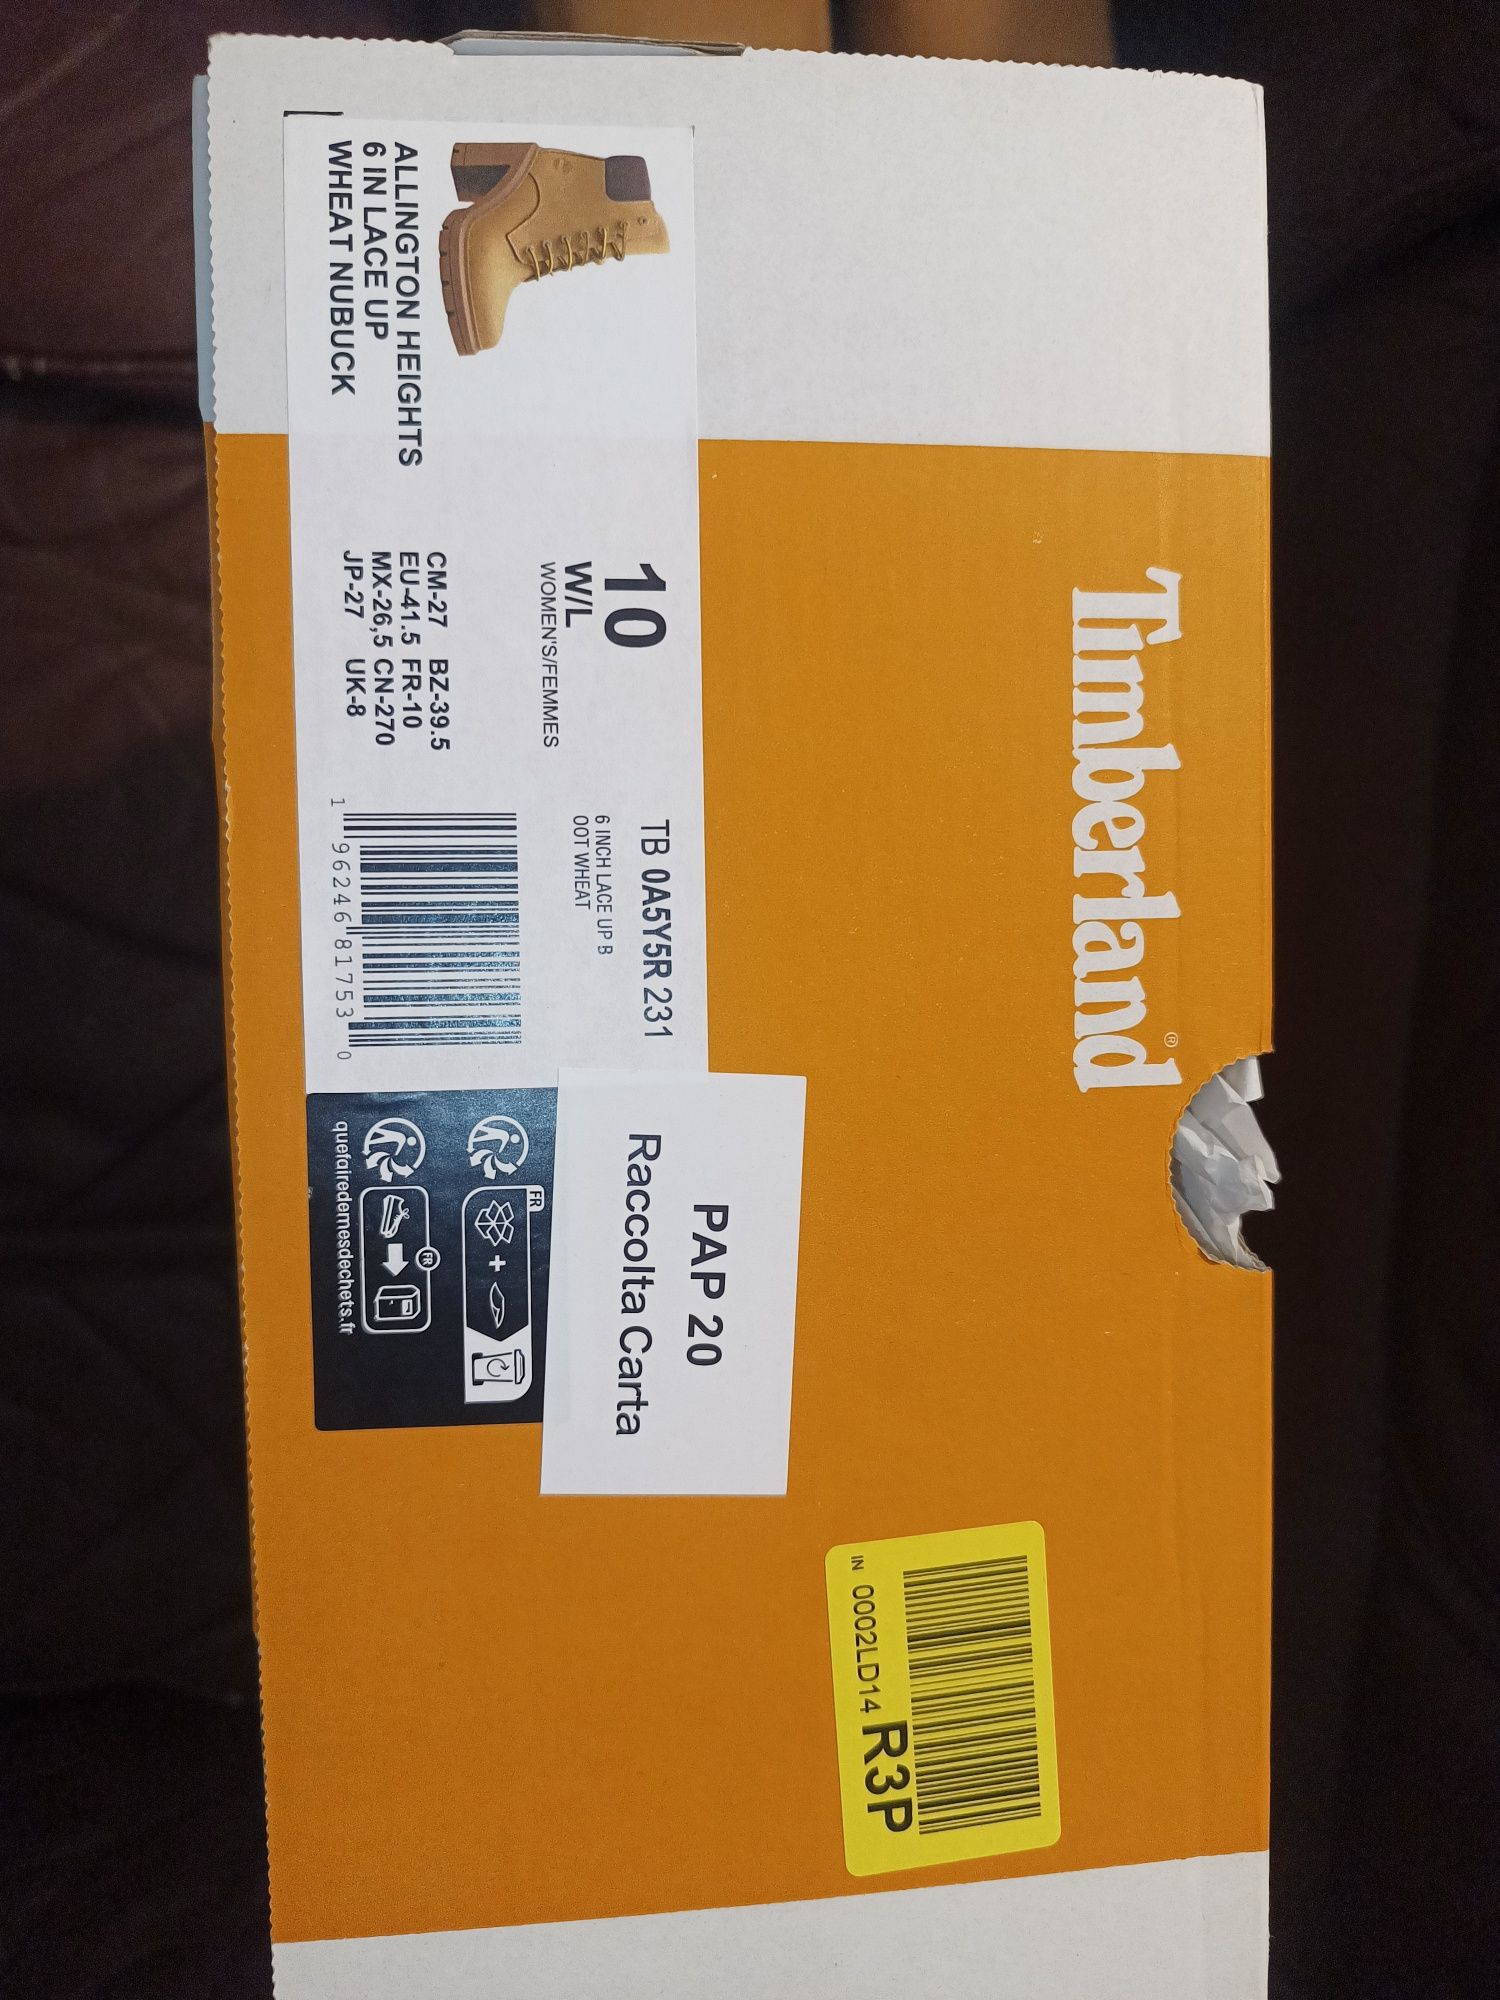 Timberland®
ALLINGTON HEIGHTS
6 IN LACE UP
WHEAT NUBUCK
10
W/L
WOMEN'S/FEMMES
CM-27 BZ-39.5
EU-41.5 FR-10
MX-26,5 CN-270
JP-27 UK-8
TB 0A5Y5R 231
6 INCH LACE UP B
OOT WHEAT
1 96246 81753 0
PAP 20
Raccolta Carta
FR
FR
quefairedemesdechets.fr
IN 0002LD14 R3P